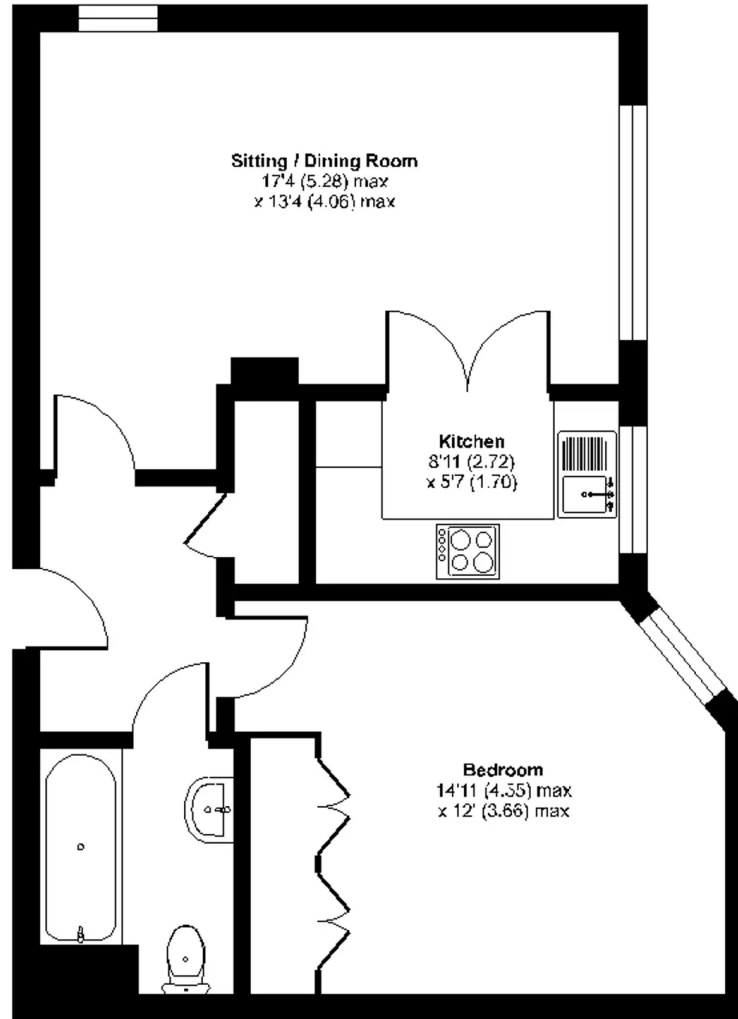 Sitting / Dining Room
17'4 (5.28) max
x 13'4 (4.06) max
Kitchen
8'11 (2.72)
x 5'7 (1.70)
Bedroom
14'11 (4.55) max
x 12' (3.66) max